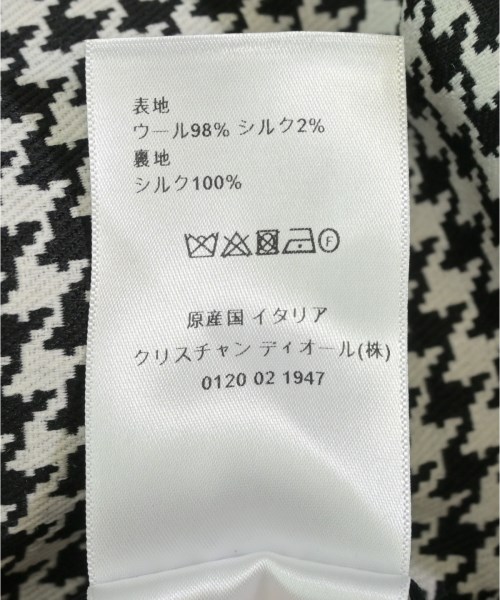 表地
ウール98% シルク2%
裏地
シルク100%
F
原産国 イタリア
クリスチャン ディオール(株)
0120 02 1947